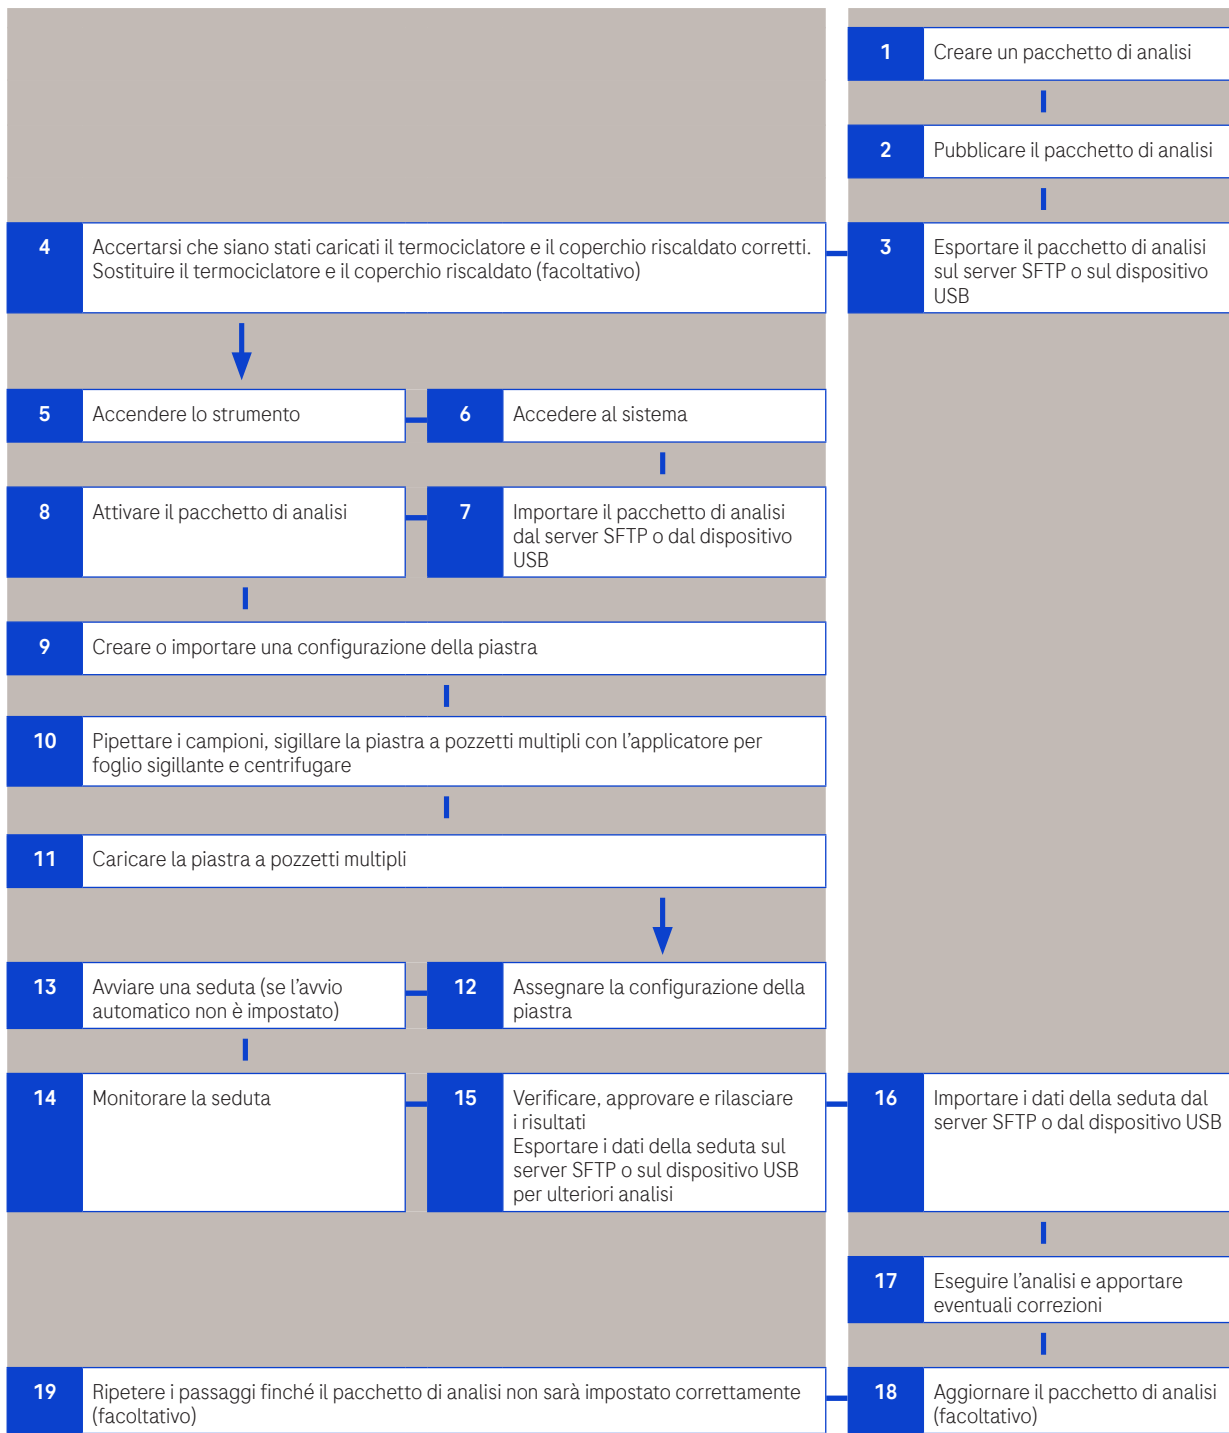 1
Creare un pacchetto di analisi
2
Pubblicare il pacchetto di analisi
3
Esportare il pacchetto di analisi
sul server SFTP o sul dispositivo
USB
4
Accertarsi che siano stati caricati il termociclatore e il coperchio riscaldato corretti.
Sostituire il termociclatore e il coperchio riscaldato (facoltativo)
5
Accendere lo strumento
6
Accedere al sistema
7
Importare il pacchetto di analisi
dal server SFTP o dal dispositivo
USB
8
Attivare il pacchetto di analisi
9
Creare o importare una configurazione della piastra
10
Pipettare i campioni, sigillare la piastra a pozzetti multipli con l’applicatore per
foglio sigillante e centrifugare
11
Caricare la piastra a pozzetti multipli
12
Assegnare la configurazione della
piastra
13
Avviare una seduta (se l’avvio
automatico non è impostato)
14
Monitorare la seduta
15
Verificare, approvare e rilasciare
i risultati
Esportare i dati della seduta sul
server SFTP o sul dispositivo USB
per ulteriori analisi
16
Importare i dati della seduta dal
server SFTP o dal dispositivo USB
17
Eseguire l’analisi e apportare
eventuali correzioni
18
Aggiornare il pacchetto di analisi
(facoltativo)
19
Ripetere i passaggi finché il pacchetto di analisi non sarà impostato correttamente
(facoltativo)